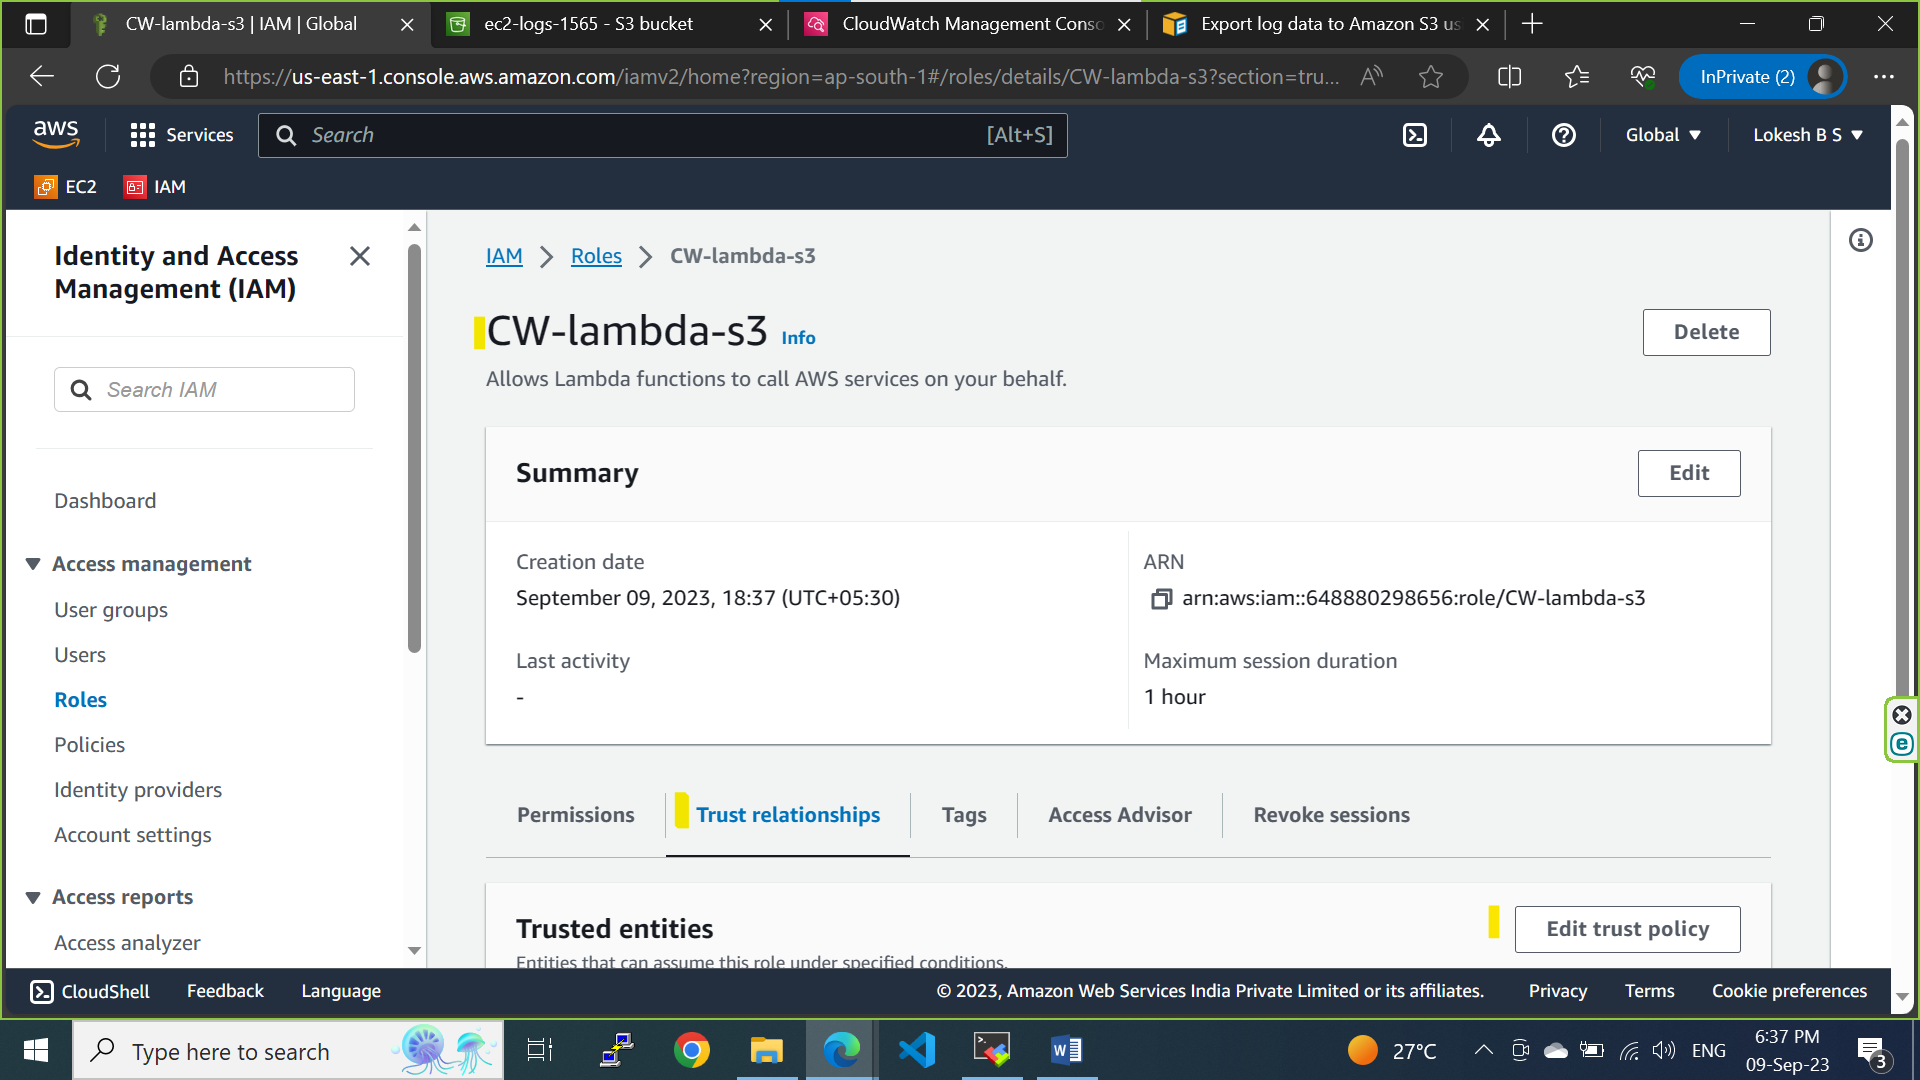 CW-lambda-s3 | IAM | Global
ec2-logs-1565 - S3 bucket
CloudWatch Management Conso
Export log data to Amazon S3 us
https://us-east-1.console.aws.amazon.com/iamv2/home?region=ap-south-1#/roles/details/CW-lambda-s3?section=tru...
InPrivate (2)
aws
Services
Search
[Alt+S]
Global
Lokesh B S
EC2
IAM
Identity and Access
Management (IAM)
Search IAM
Dashboard
Access management
User groups
Users
Roles
Policies
Identity providers
Account settings
Access reports
Access analyzer
IAM
Roles
CW-lambda-s3
CW-lambda-s3 Info
Delete
Allows Lambda functions to call AWS services on your behalf.
Summary
Edit
Creation date
September 09, 2023, 18:37 (UTC+05:30)
ARN
arn:aws:iam::648880298656:role/CW-lambda-s3
Last activity
-
Maximum session duration
1 hour
Permissions
Trust relationships
Tags
Access Advisor
Revoke sessions
Trusted entities
Edit trust policy
Entities that can assume this role under specified conditions.
CloudShell
Feedback
Language
© 2023, Amazon Web Services India Private Limited or its affiliates.
Privacy
Terms
Cookie preferences
Type here to search
27°C
ENG
6:37 PM
09-Sep-23
3